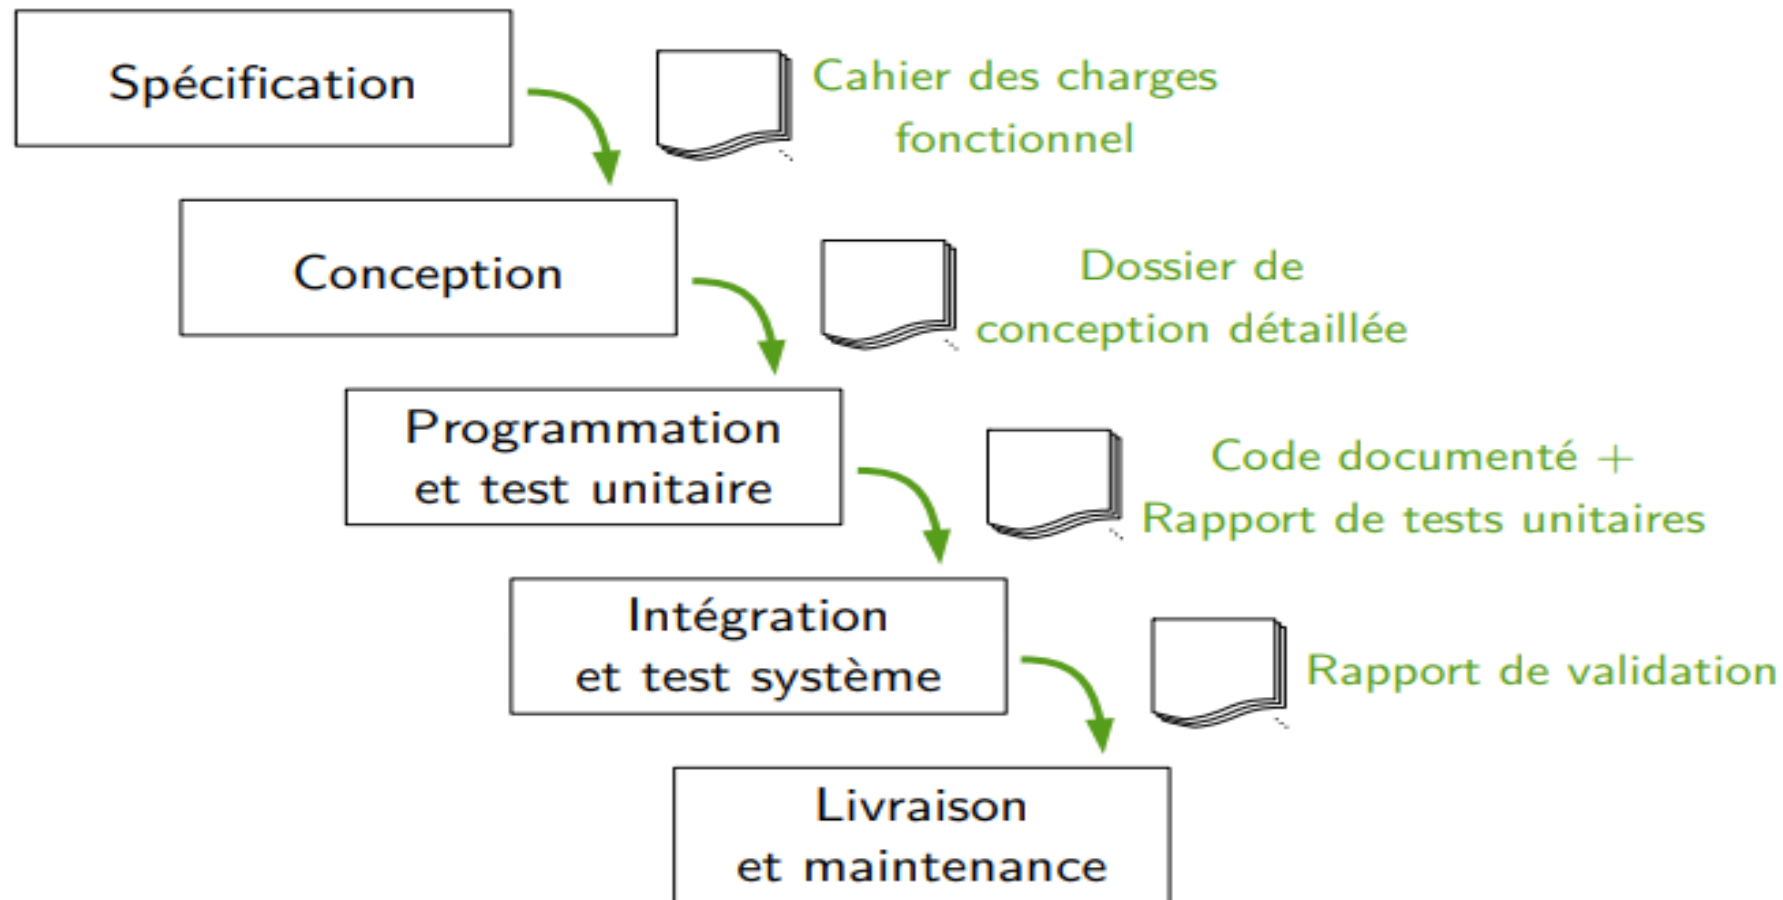 Spécification
Cahier des charges
fonctionnel
Conception
Dossier de
conception détaillée
Programmation
et test unitaire
Code documenté +
Rapport de tests unitaires
Intégration
et test système
Rapport de validation
Livraison
et maintenance